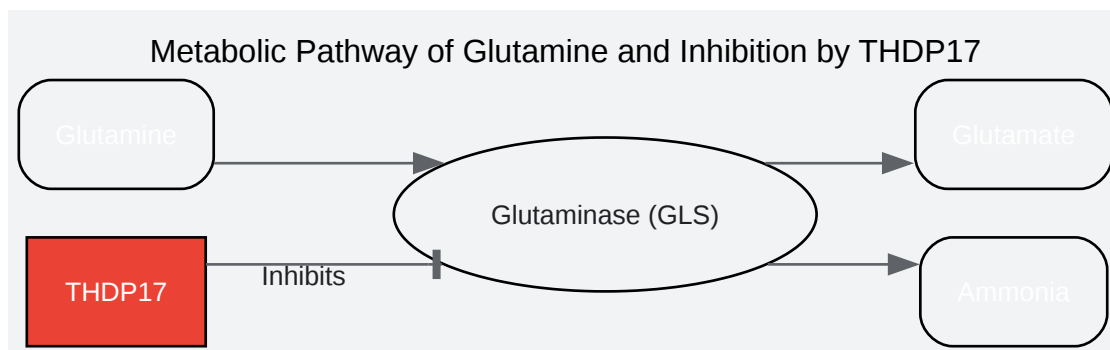 Metabolic Pathway of Glutamine and Inhibition by THDP17
Glutamine
Glutamate
Glutaminase (GLS)
THDP17
Inhibits
Ammonia